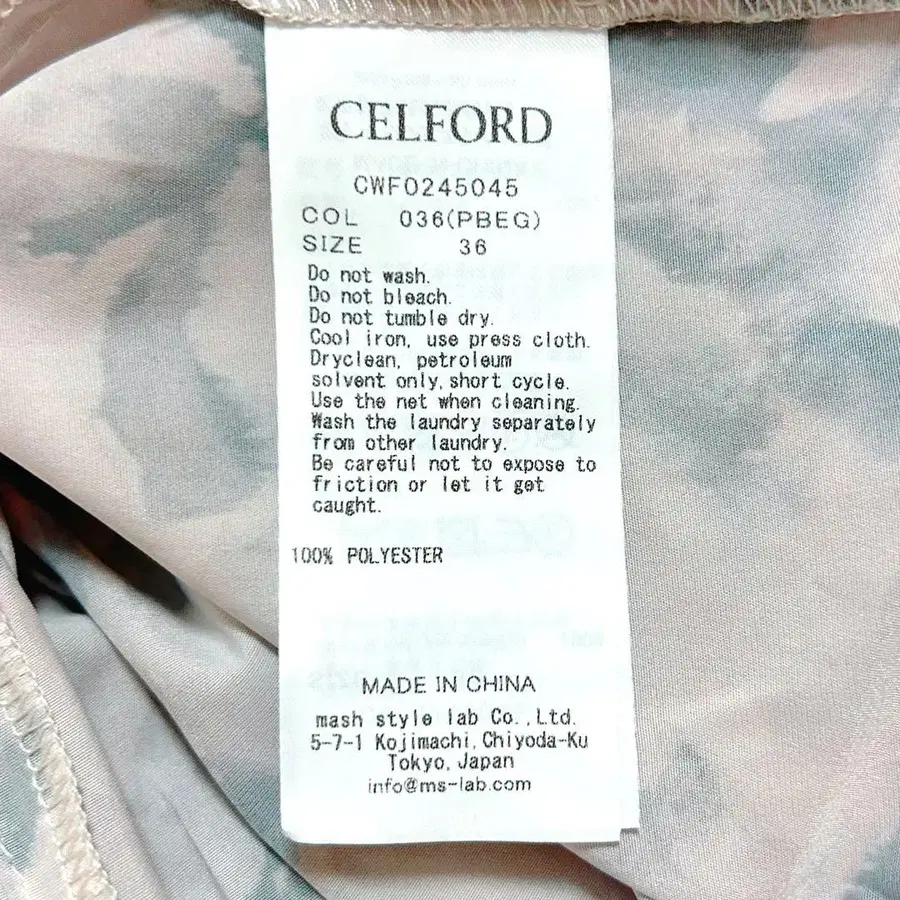 CELFORD
CWFO245045
COL 036(PBEG)
SIZE 36
Do not wash.
Do not bleach.
Do not tumble dry.
Cool iron, use press cloth.
Dryclean, petroleum
solvent only, short cycle.
Use the net when cleaning.
Wash the laundry separately
from other laundry.
Be careful not to expose to
friction or let it get
caught.
100% POLYESTER
MADE IN CHINA
mash style lab Co.,Ltd.
5-7-1 Kojimachi,Chiyoda-Ku
Tokyo,Japan
info@ms-lab.com